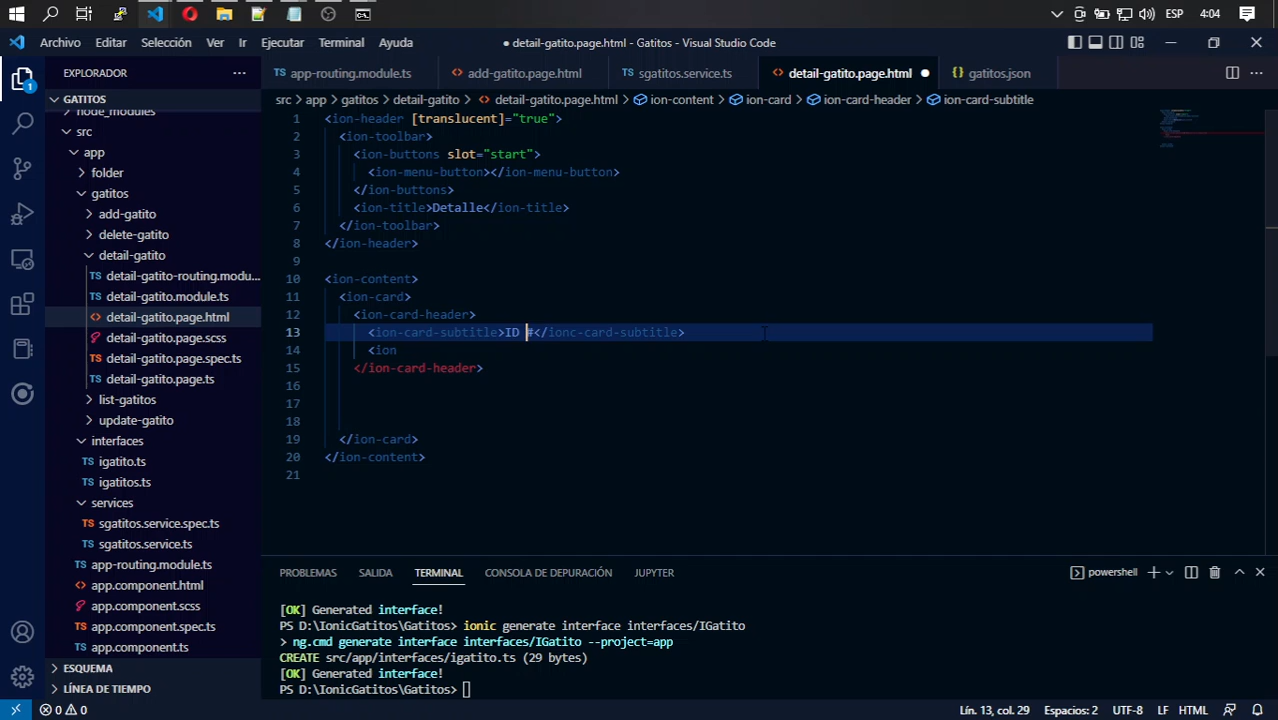 ESP 4:04
Archivo Editar Selección Ver Ir Ejecutar Terminal Ayuda ● detail-gatito.page.html - Gatitos - Visual Studio Code
EXPLORADOR ··· app-routing.module.ts add-gatito.page.html sgatitos.service.ts detail-gatito.page.html ● gatitos.json
GATITOS
src > app > gatitos > detail-gatito > detail-gatito.page.html > ion-content > ion-card > ion-card-header > ion-card-subtitle
node_modules
src
app
folder
gatitos
add-gatito
delete-gatito
detail-gatito
TS detail-gatito-routing.modu...
TS detail-gatito.module.ts
<> detail-gatito.page.html
detail-gatito.page.scss
TS detail-gatito.page.spec.ts
TS detail-gatito.page.ts
list-gatitos
update-gatito
interfaces
TS igatito.ts
TS igatitos.ts
services
TS sgatitos.service.spec.ts
TS sgatitos.service.ts
TS app-routing.module.ts
<> app.component.html
app.component.scss
TS app.component.spec.ts
TS app.component.ts
ESQUEMA
LÍNEA DE TIEMPO
1 <ion-header [translucent]="true">
2 <ion-toolbar>
3 <ion-buttons slot="start">
4 <ion-menu-button></ion-menu-button>
5 </ion-buttons>
6 <ion-title>Detalle</ion-title>
7 </ion-toolbar>
8 </ion-header>
9
10 <ion-content>
11 <ion-card>
12 <ion-card-header>
13 <ion-card-subtitle>ID #</ionc-card-subtitle>
14 <ion
15 </ion-card-header>
16
17
18
19 </ion-card>
20 </ion-content>
21
PROBLEMAS SALIDA TERMINAL CONSOLA DE DEPURACIÓN JUPYTER powershell
[OK] Generated interface!
PS D:\IonicGatitos\Gatitos> ionic generate interface interfaces/IGatito
> ng.cmd generate interface interfaces/IGatito --project=app
CREATE src/app/interfaces/igatito.ts (29 bytes)
[OK] Generated interface!
PS D:\IonicGatitos\Gatitos>
0 0 Lín. 13, col. 29 Espacios: 2 UTF-8 LF HTML